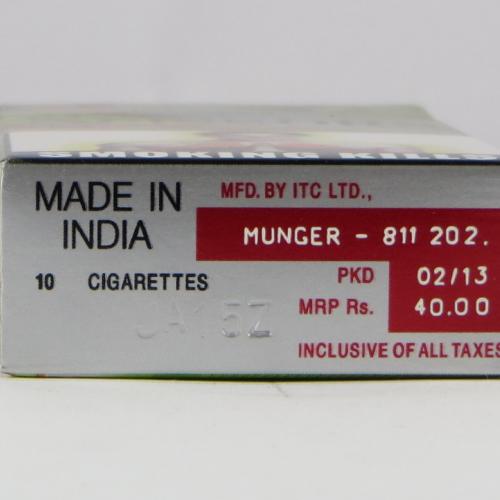 SMOKING KILLS
MADE IN
INDIA
10 CIGARETTES
MFD. BY ITC LTD.,
MUNGER - 811 202.
PKD 02/13
MRP Rs. 40.00
INCLUSIVE OF ALL TAXES